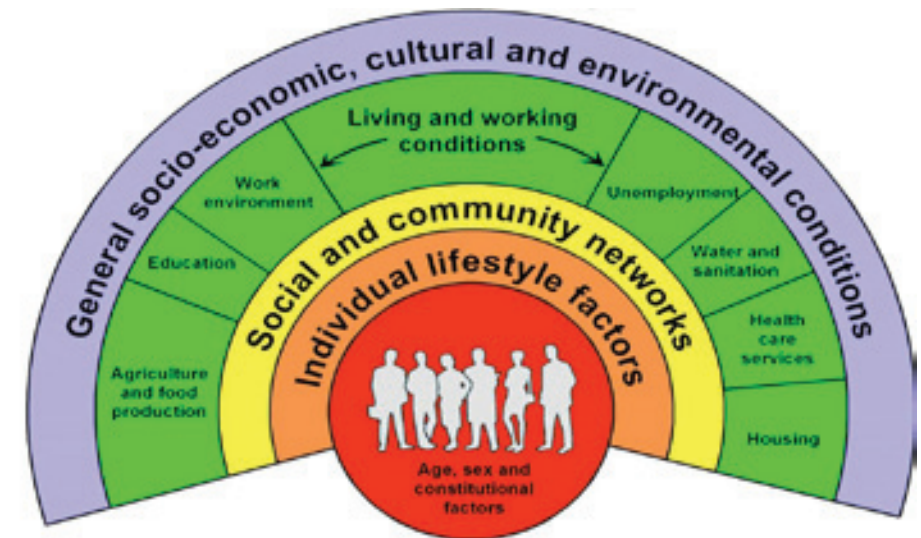 General socio-economic, cultural and environmental conditions
Living and working
conditions
Work
environment
Unemployment
Education
Water and
sanitation
Agriculture
and food
production
Health
care
services
Housing
Social and community networks
Individual lifestyle factors
Age, sex and
constitutional
factors